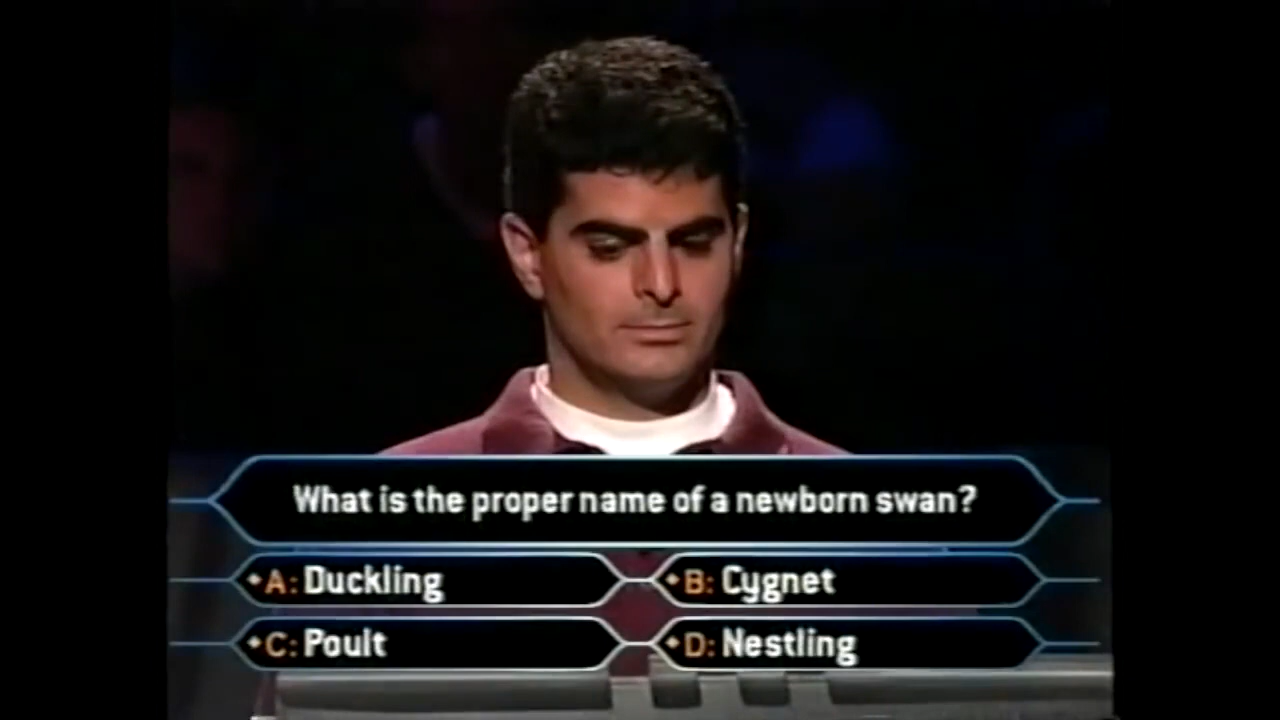 What is the proper name of a newborn swan?
A: Duckling
B: Cygnet
C: Poult
D: Nestling